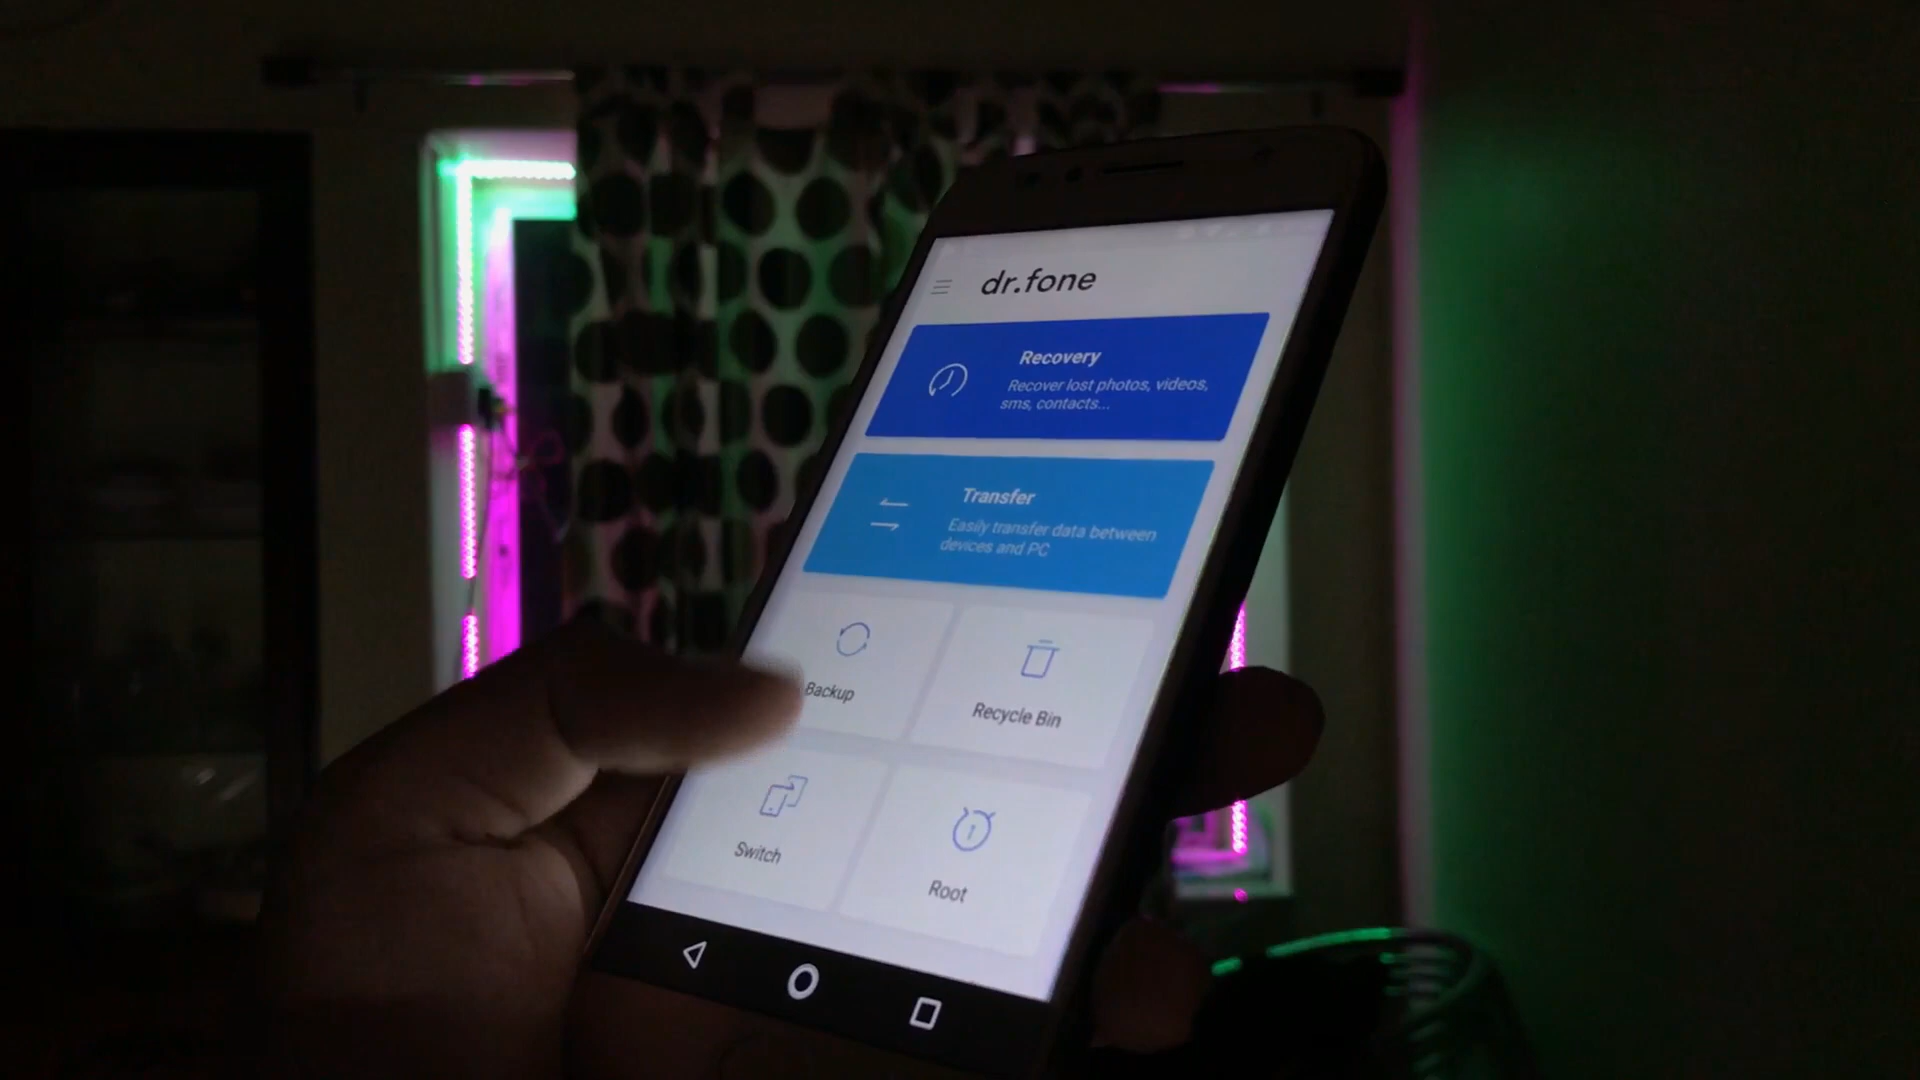 dr.fone
Recovery
Recover lost photos, videos,
sms, contacts...
Transfer
Easily transfer data between
devices and PC
Backup
Recycle Bin
Switch
Root